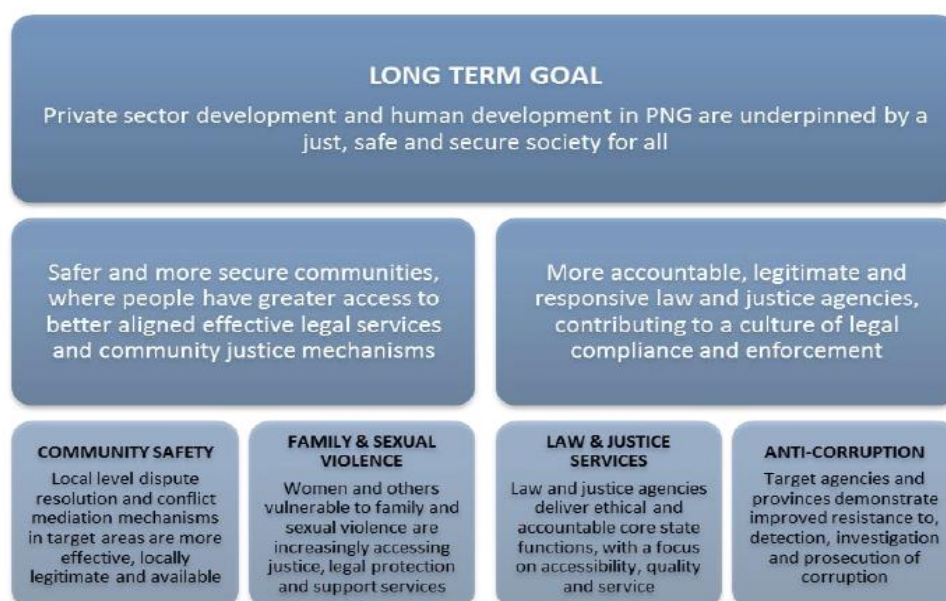 LONG TERM GOAL
Private sector development and human development in PNG are underpinned by a
just, safe and secure society for all
Safer and more secure communities,
where people have greater access to
better aligned effective legal services
and community justice mechanisms
More accountable, legitimate and
responsive law and justice agencies,
contributing to a culture of legal
compliance and enforcement
COMMUNITY SAFETY
Local level dispute
resolution and conflict
mediation mechanisms
in target areas are more
effective, locally
legitimate and available
FAMILY & SEXUAL
VIOLENCE
Women and others
vulnerable to family and
sexual violence are
increasingly accessing
justice, legal protection
and support services
LAW & JUSTICE
SERVICES
Law and justice agencies
deliver ethical and
accountable core state
functions, with a focus
on accessibility, quality
and service
ANTI-CORRUPTION
Target agencies and
provinces demonstrate
improved resistance to,
detection, investigation
and prosecution of
corruption